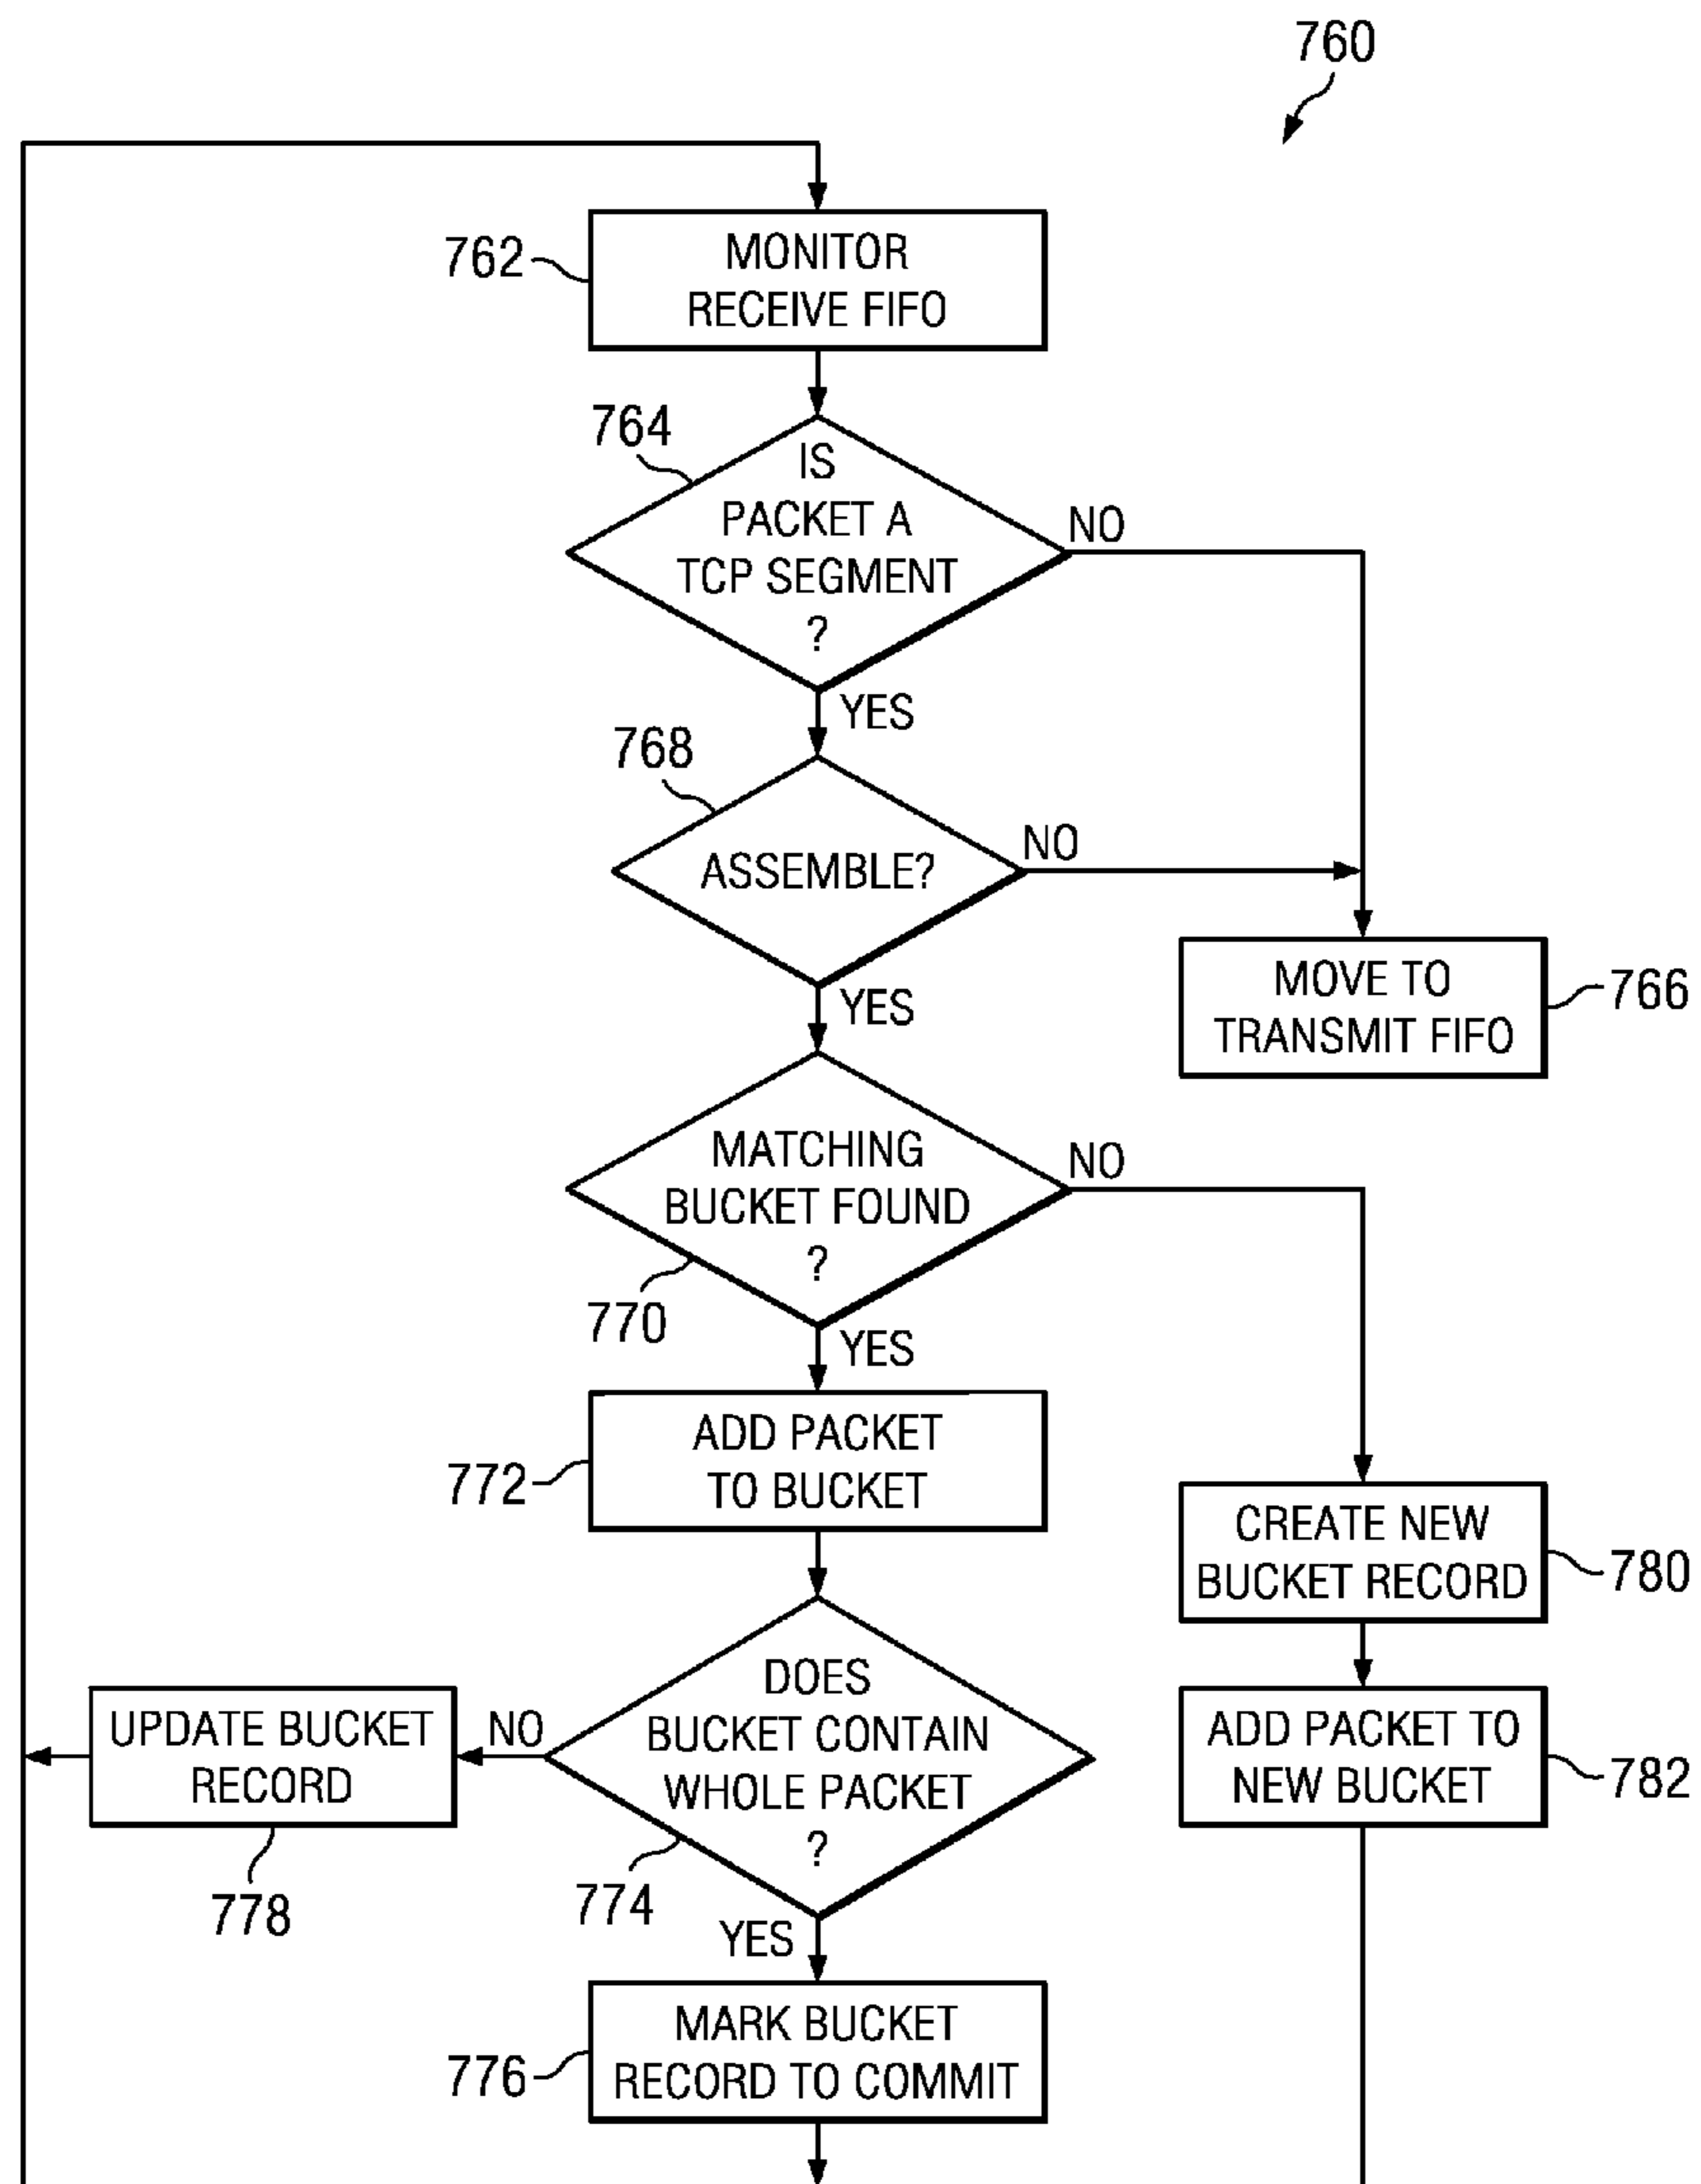 760
762
MONITOR
RECEIVE FIFO
764
IS
PACKET A
TCP SEGMENT
?
NO
YES
768
ASSEMBLE?
NO
YES
MOVE TO
TRANSMIT FIFO
766
MATCHING
BUCKET FOUND
?
NO
770
YES
772
ADD PACKET
TO BUCKET
CREATE NEW
BUCKET RECORD
780
DOES
BUCKET CONTAIN
WHOLE PACKET
?
NO
UPDATE BUCKET
RECORD
778
774
ADD PACKET TO
NEW BUCKET
782
YES
776
MARK BUCKET
RECORD TO COMMIT